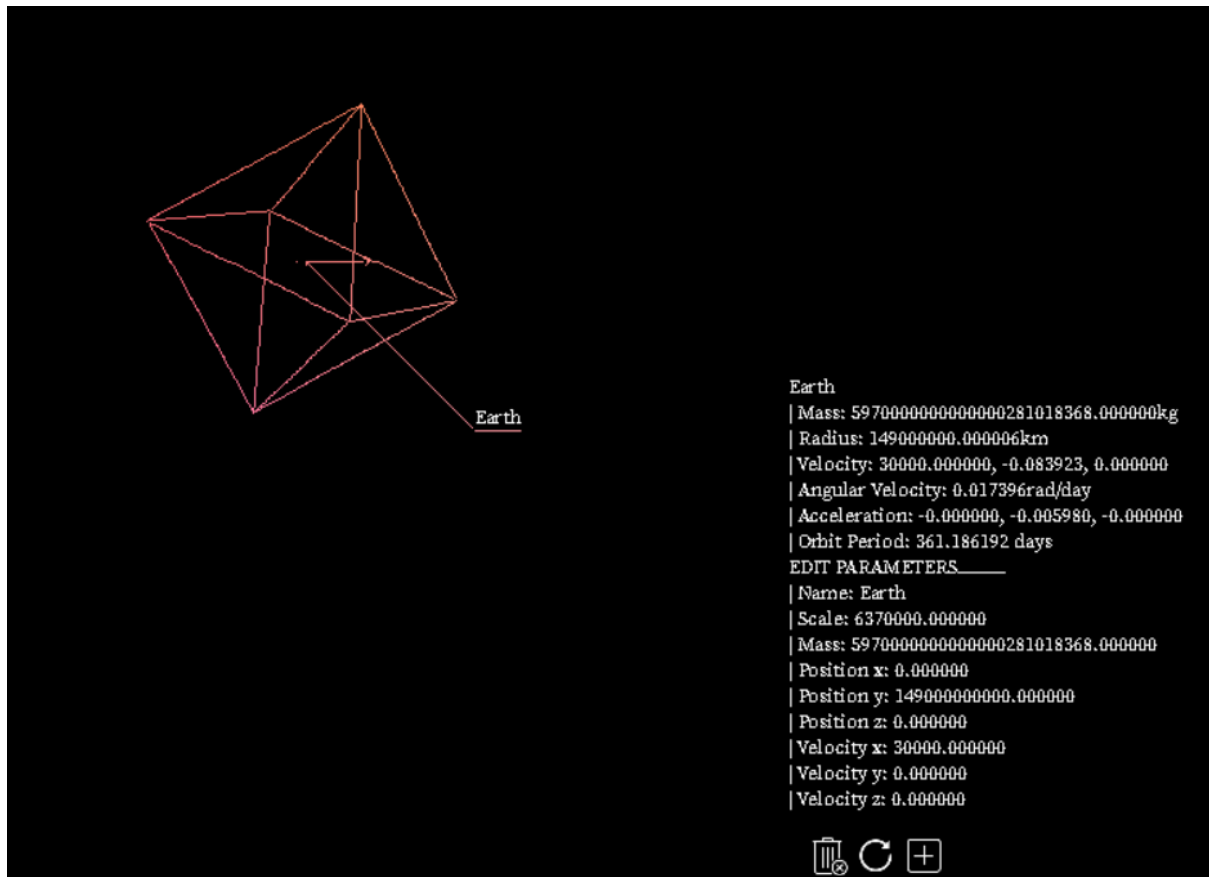 Earth
Earth
| Mass: 5970000000000000281018368.000000kg
| Radius: 149000000.000006km
| Velocity: 30000.000000, -0.083923, 0.000000
| Angular Velocity: 0.017396rad/day
| Acceleration: -0.000000, -0.005980, -0.000000
| Orbit Period: 361.186192 days
EDIT PARAMETERS_____
| Name: Earth
| Scale: 6370000.000000
| Mass: 5970000000000000281018368.000000
| Position x: 0.000000
| Position y: 149000000000.000000
| Position z: 0.000000
| Velocity x: 30000.000000
| Velocity y: 0.000000
| Velocity z: 0.000000